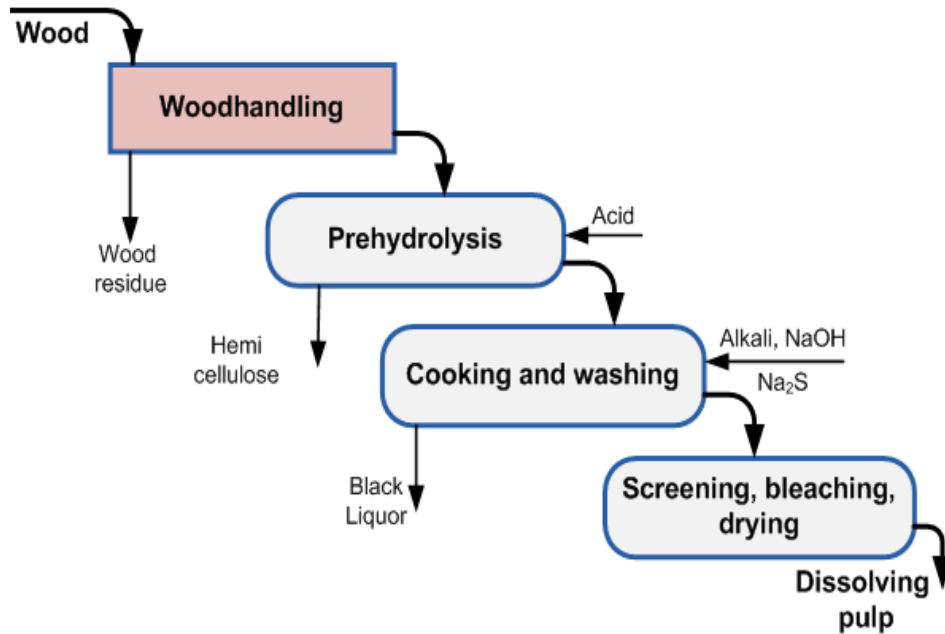 Wood
Woodhandling
Wood
residue
Prehydrolysis
Acid
Hemi
cellulose
Cooking and washing
Alkali, NaOH
Na₂S
Black
Liquor
Screening, bleaching,
drying
Dissolving
pulp